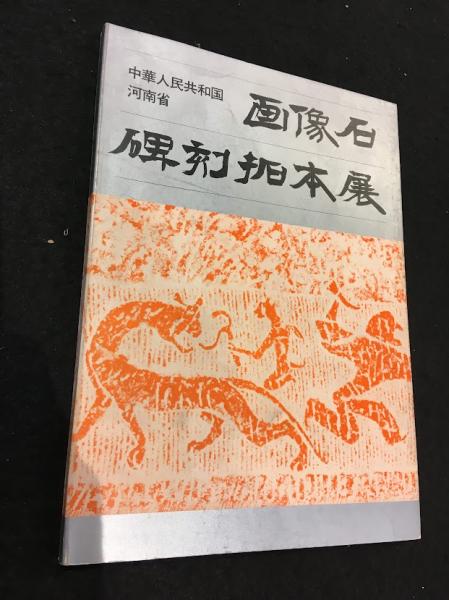 中華人民共和国
河南省
画像石
碑刻拓本展